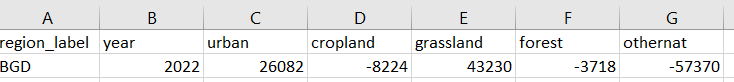 A B C D E F G
region_label year urban cropland grassland forest othernat
BGD 2022 26082 -8224 43230 -3718 -57370